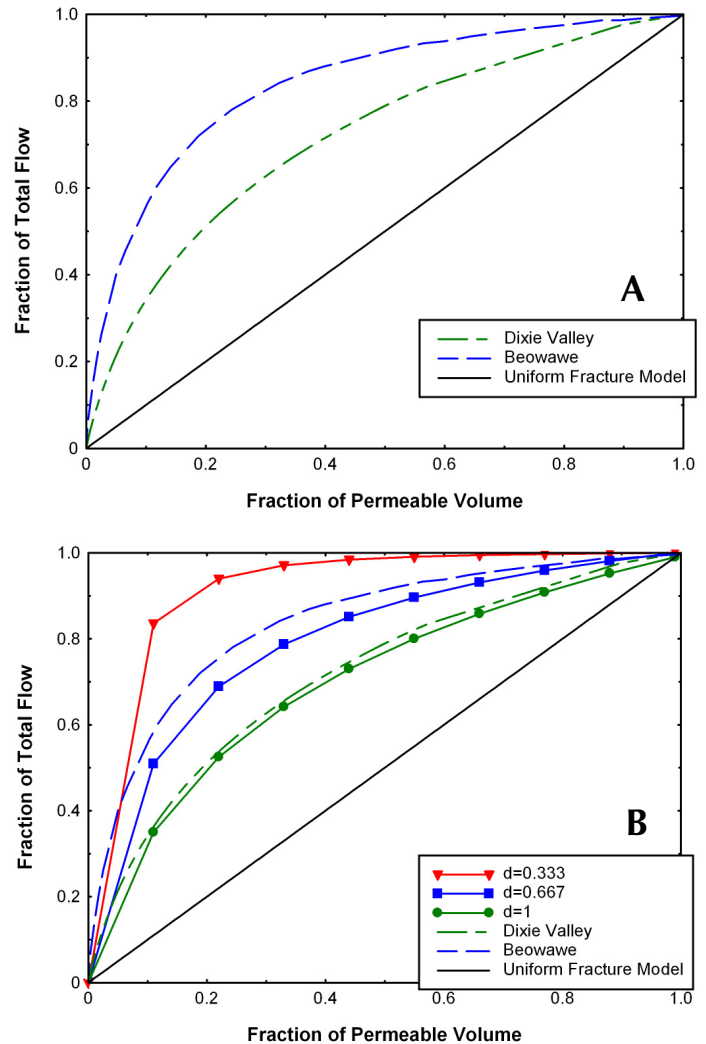 1.0
0.8
0.6
0.4
0.2
0
Fraction of Total Flow
A
Dixie Valley
Beowawe
Uniform Fracture Model
0 0.2 0.4 0.6 0.8 1.0
Fraction of Permeable Volume
1.0
0.8
0.6
0.4
0.2
0
Fraction of Total Flow
B
d=0.333
d=0.667
d=1
Dixie Valley
Beowawe
Uniform Fracture Model
0 0.2 0.4 0.6 0.8 1.0
Fraction of Permeable Volume